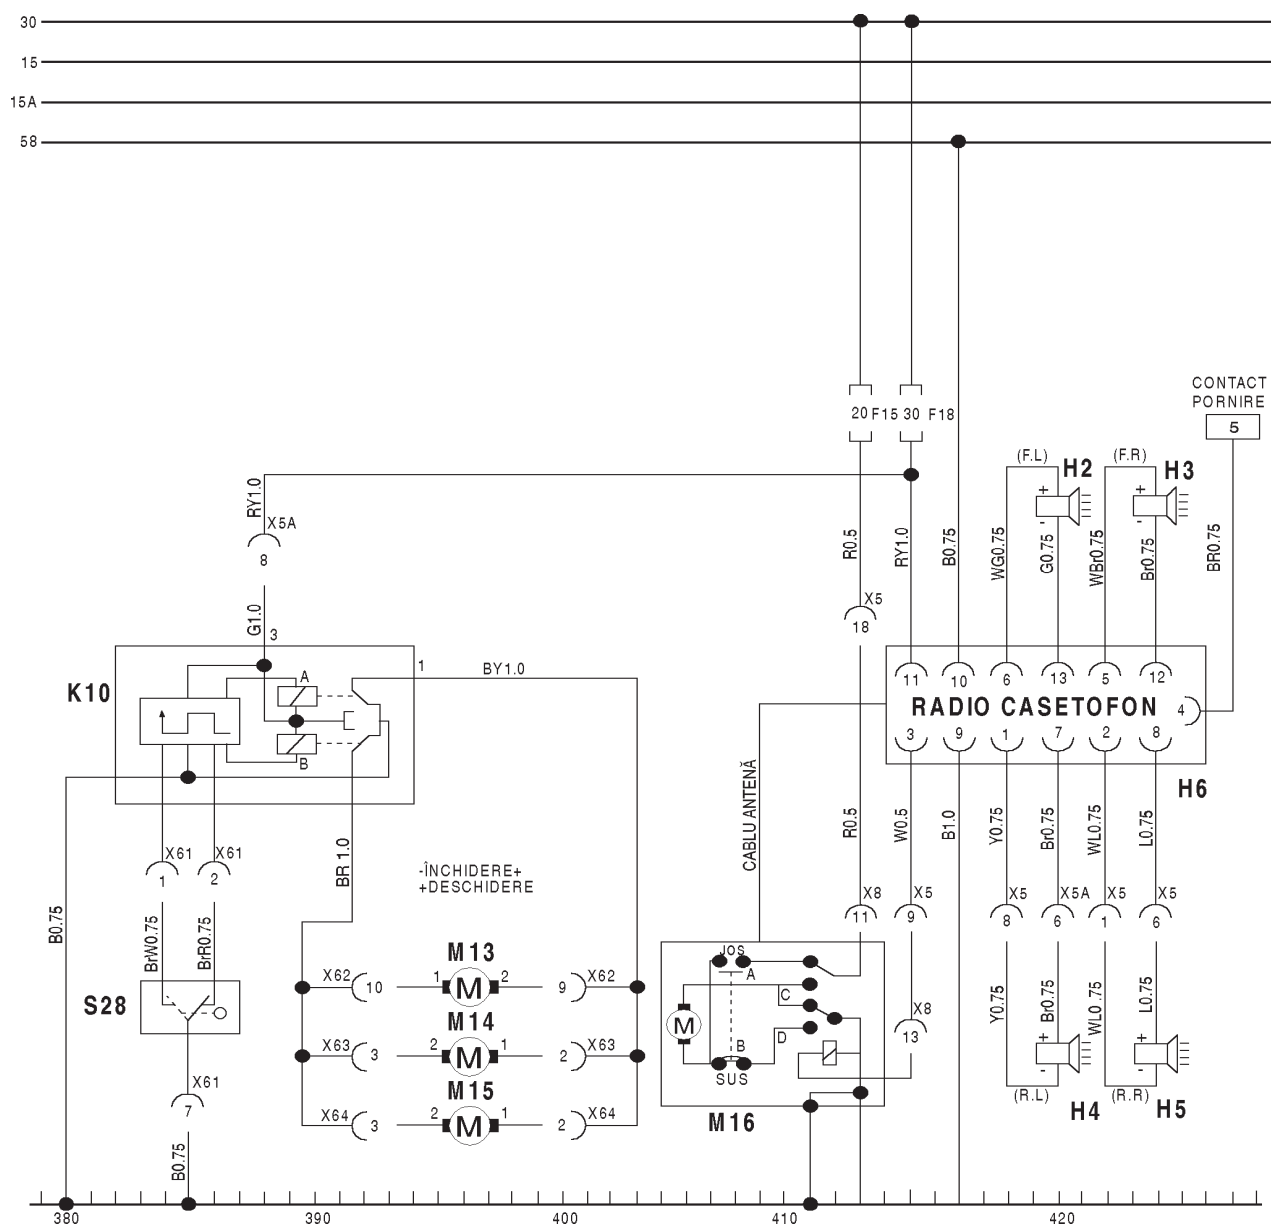 30
15
15A
58
CONTACT
PORNIRE
5
20 F15 30 F18
(F.L) H2 (F.R) H3
RY1.0
X5A
8
R0.5
RY1.0
B0.75
WG0.75
+
-
G0.75
WBr0.75
+
-
Br0.75
BR0.75
X5
18
G1.0
3
1
BY1.0
K10
A
B
11 10 6 13 5 12
RADIO CASETOFON
4
3 9 1 7 2 8
H6
CABLU ANTENĂ
R0.5
W0.5
B1.0
Y0.75
Br0.75
WL0.75
L0.75
X61 X61
1 2
BR 1.0
-ÎNCHIDERE+
+DESCHIDERE
X8 X5 X5 X5A X5 X5
11 9 8 6 1 6
B0.75
BrW0.75
BrR0.75
S28
X61
7
B0.75
M13
X62 10 1 M 2 9 X62
M14
X63 3 2 M 1 2 X63
M15
X64 3 2 M 1 2 X64
JOS
A
C
M
D
B
SUS
M16
X8
13
Y0.75
Br0.75
+
-
WL0.75
L0.75
+
-
(R.L) H4 (R.R) H5
380 390 400 410 420